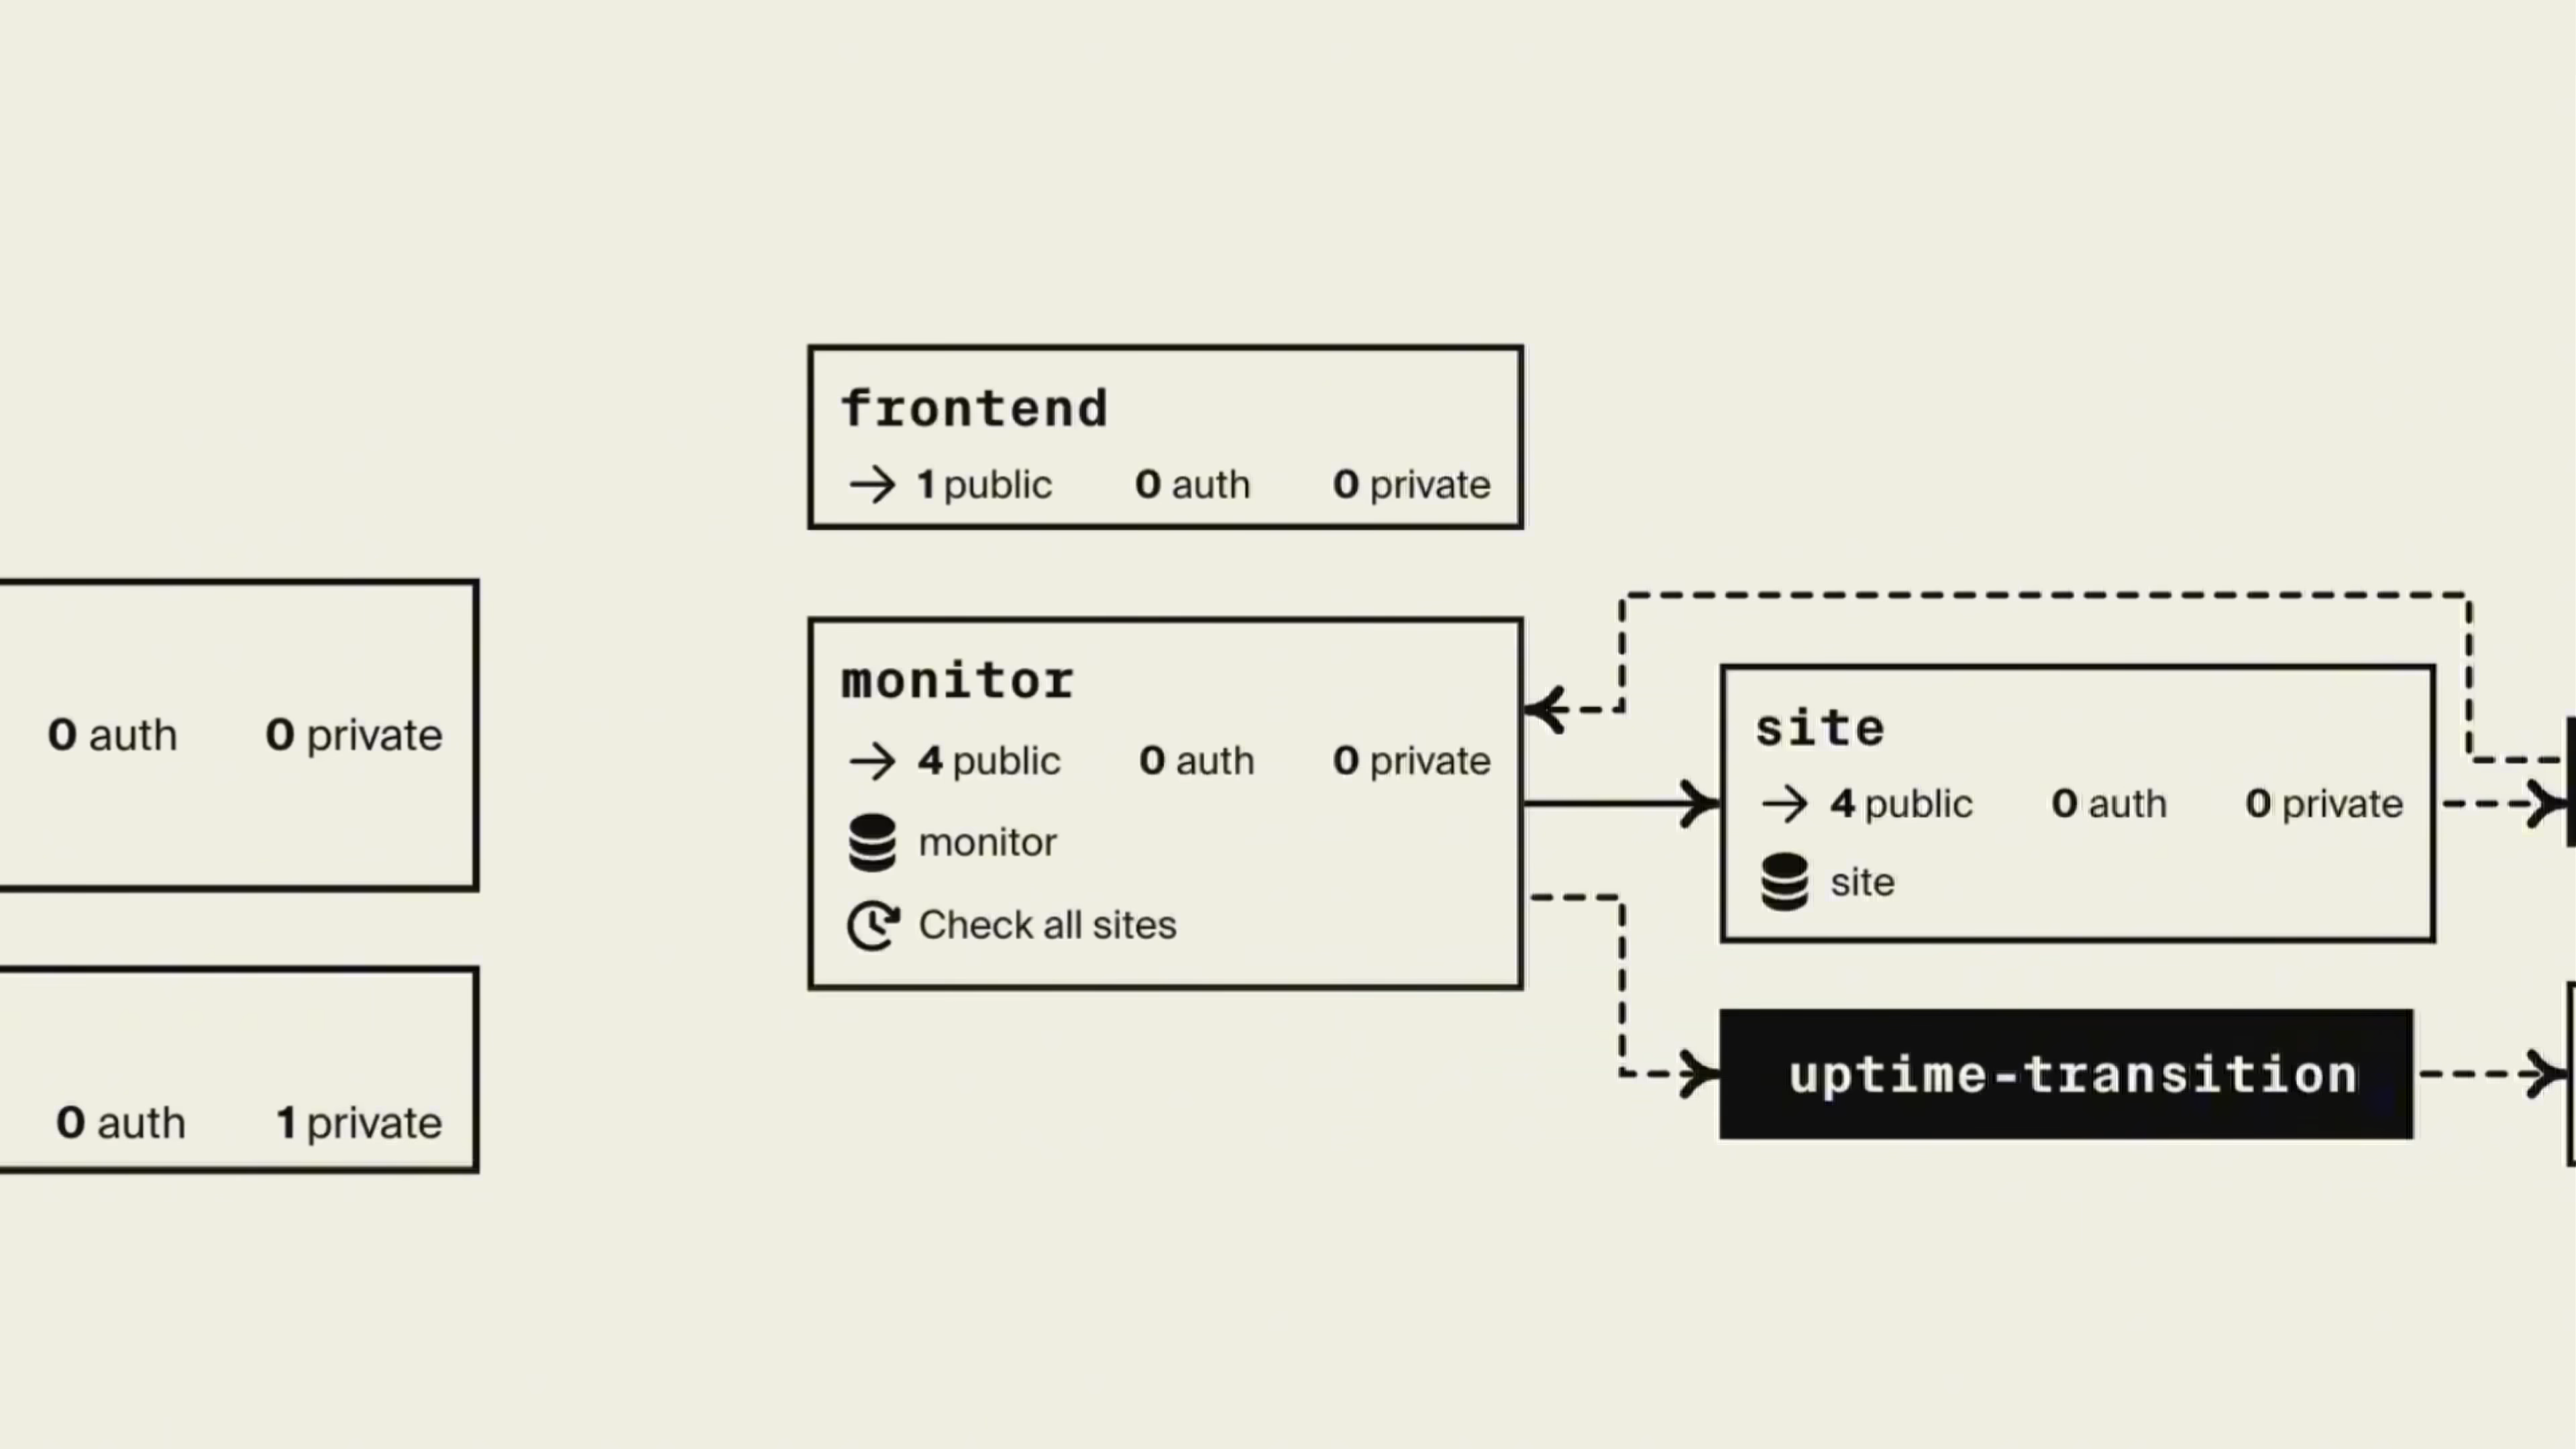 frontend
1 public 0 auth 0 private
0 auth 0 private
monitor
4 public 0 auth 0 private
monitor
Check all sites
site
4 public 0 auth 0 private
site
0 auth 1 private
uptime-transition